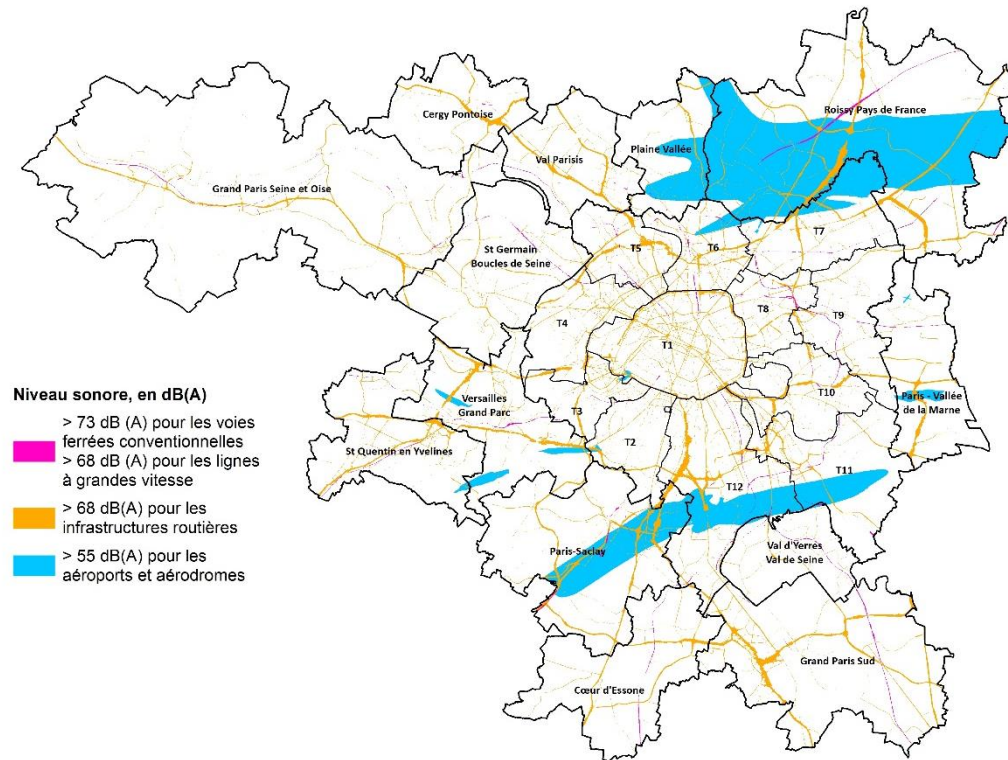 Roissy Pays de France
Cergy Pontoise
Plaine Vallée
Val Parisis
Grand Paris Seine et Oise
T7
T5
T6
St Germain
Boucles de Seine
T8
T9
T4
T1
Niveau sonore, en dB(A)
> 73 dB (A) pour les voies
ferrées conventionnelles
> 68 dB (A) pour les lignes
à grandes vitesse
> 68 dB(A) pour les
infrastructures routières
> 55 dB(A) pour les
aéroports et aérodromes
Versailles
Grand Parc
T10
Paris - Vallée
de la Marne
T3
T2
St Quentin en Yvelines
T11
T12
Paris-Saclay
Val d'Yerres
Val de Seine
Grand Paris Sud
Cœur d'Essone